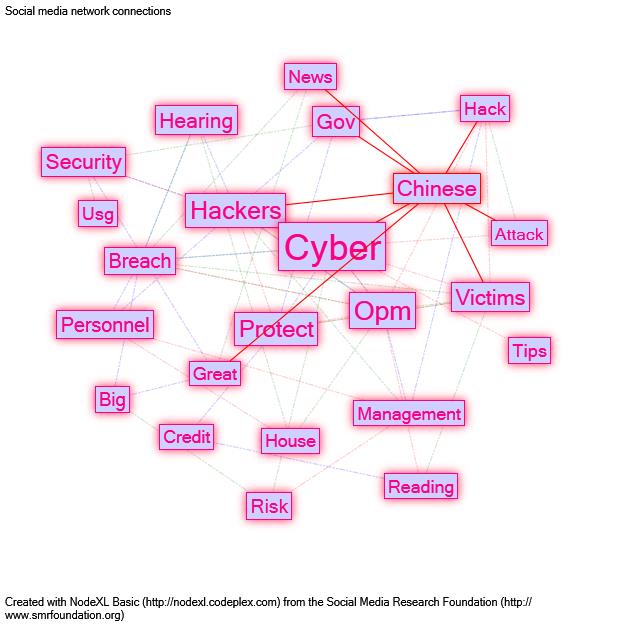 Social media network connections
News
Hack
Hearing
Gov
Security
Chinese
Usg
Hackers
Attack
Cyber
Breach
Victims
Opm
Personnel
Protect
Tips
Great
Big
Management
Credit
House
Reading
Risk
Created with NodeXL Basic (http://nodexl.codeplex.com) from the Social Media Research Foundation (http://
www.smrfoundation.org)